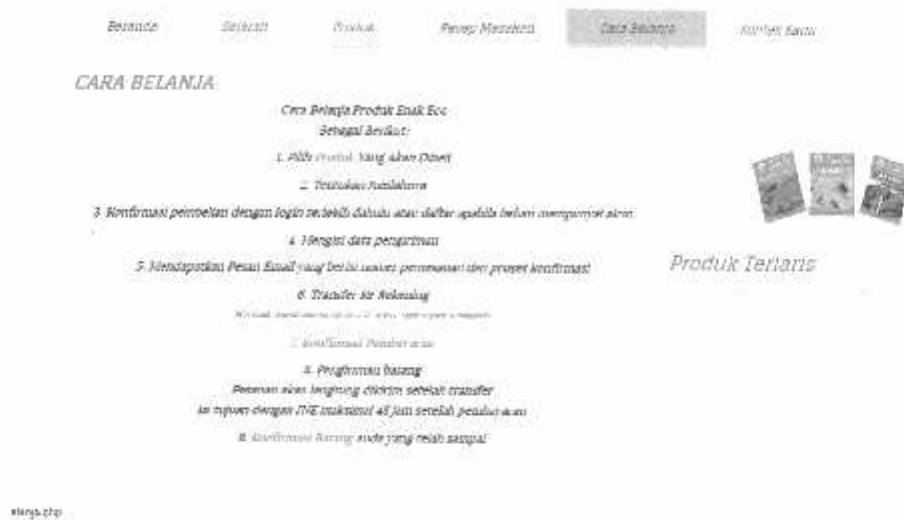 Beranda Sejarah Produk Resep Masakan Cara Belanja Kontak Kami
CARA BELANJA
Cara Belanja Produk Enak Eco
Sebagai Berikut:
1. Pilih Produk Yang akan Dibeli
2. Tentukan Jumlahnya
3. Konfirmasi pembelian dengan login terlebih dahulu atau daftar apabila belum mempunyai akun
4. Mengisi data pengiriman
5. Mendapatkan Pesan Email yang berisi nomer pemesanan dan proses konfirmasi
Produk Terlaris
6. Transfer ke Rekening
7. Konfirmasi Pembayaran
8. Pengiriman barang
Pesanan akan langsung dikirim setelah transfer
ke tujuan dengan JNE maksimal 48 jam setelah pembayaran
9. Konfirmasi Barang anda yang telah sampai
elanja.php